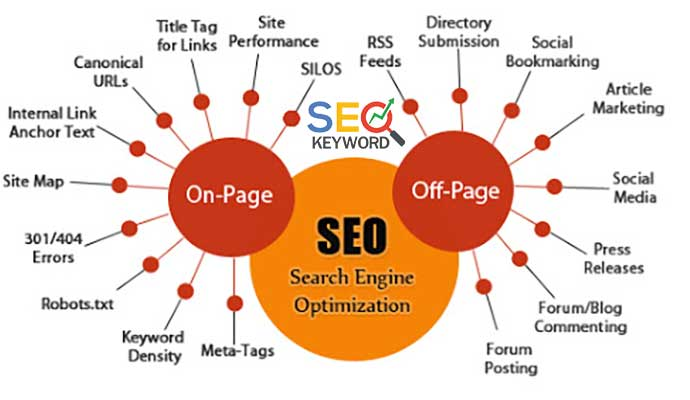 Title Tag
for Links
Site
Performance
Canonical
URLs
SILOS
Internal Link
Anchor Text
Site Map
301/404
Errors
Robots.txt
Keyword
Density
Meta-Tags
On-Page
SEO
KEYWORD
SEO
Search Engine
Optimization
Off-Page
RSS
Feeds
Directory
Submission
Social
Bookmarking
Article
Marketing
Social
Media
Press
Releases
Forum/Blog
Commenting
Forum
Posting